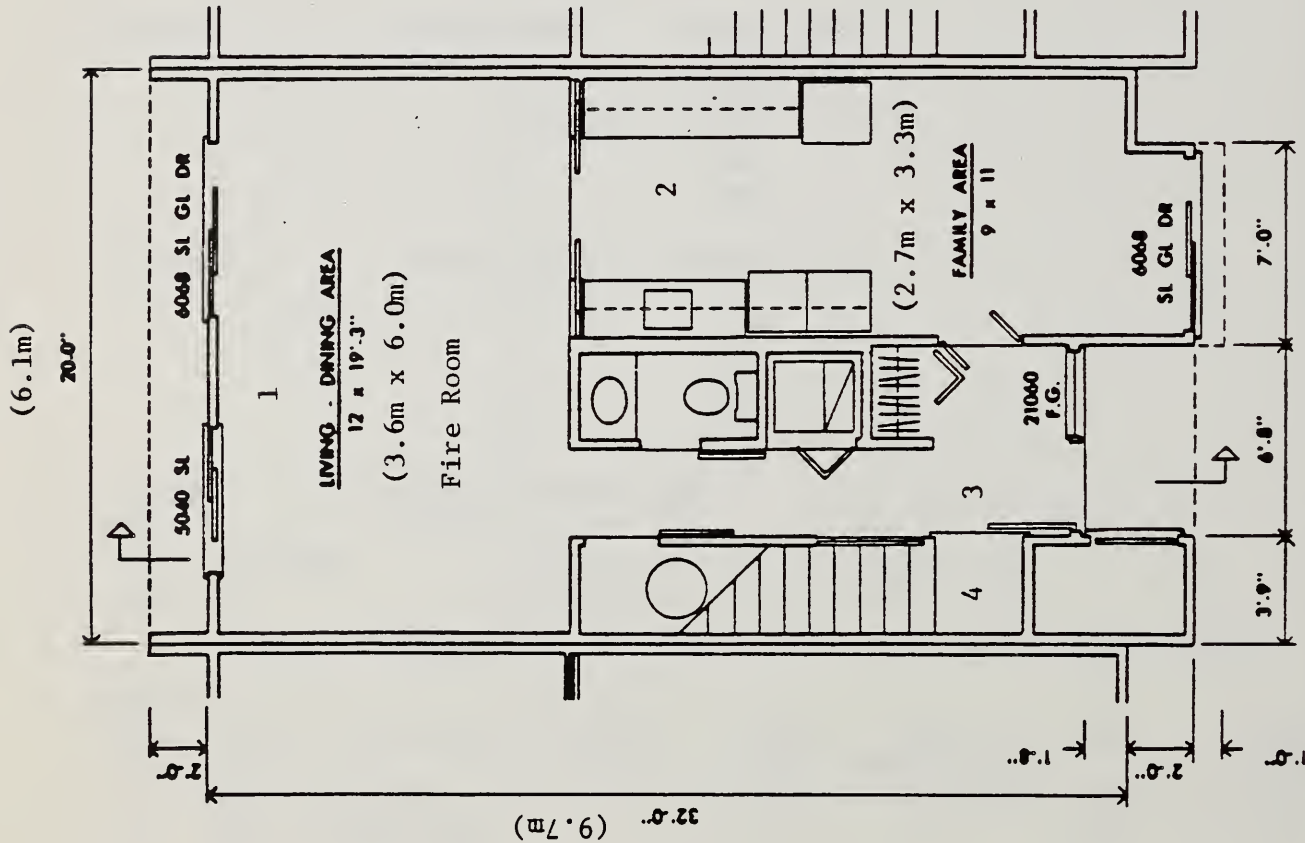 (6.1m)
20'.0"
5040 SL
6068 SL GL DR
1
LIVING - DINING AREA
12 x 19'.3"
(3.6m x 6.0m)
Fire Room
2
(2.7m x 3.3m)
FAMILY AREA
9 x 11
6068
SL GL DR
7'.0"
21060
F.G.
6'.8"
3
4
3'.9"
2'.0"
32'.0" (9.7m)
1'.8"
2'.0"
1'.0"